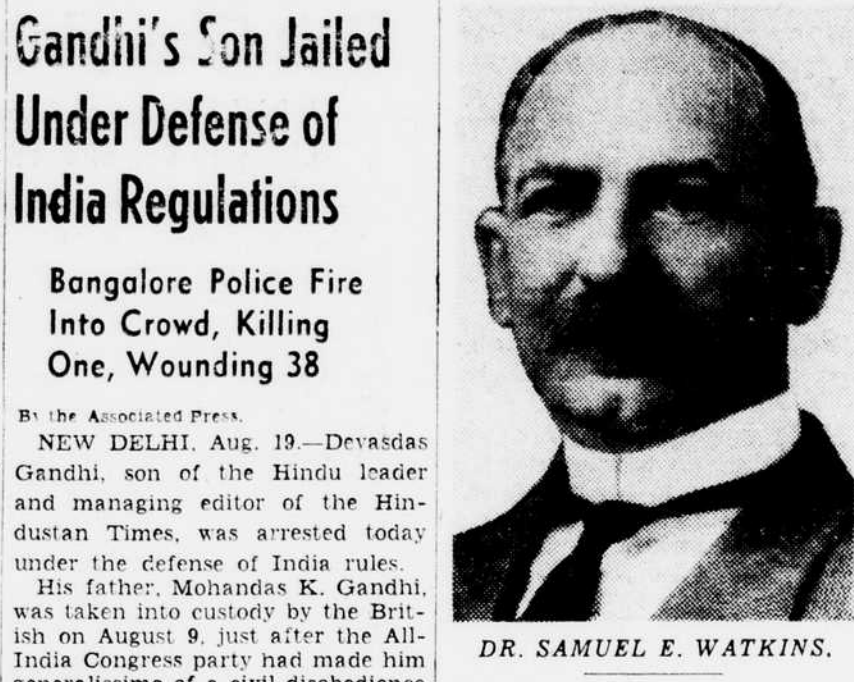 Gandhi's Son Jailed
Under Defense of
India Regulations
Bangalore Police Fire
Into Crowd, Killing
One, Wounding 38
By the Associated Press.
NEW DELHI, Aug. 19.—Devasdas
Gandhi, son of the Hindu leader
and managing editor of the Hin-
dustan Times, was arrested today
under the defense of India rules.
His father, Mohandas K. Gandhi,
was taken into custody by the Brit-
ish on August 9, just after the All-
India Congress party had made him
generalissimo of a civil disobedience
DR. SAMUEL E. WATKINS.